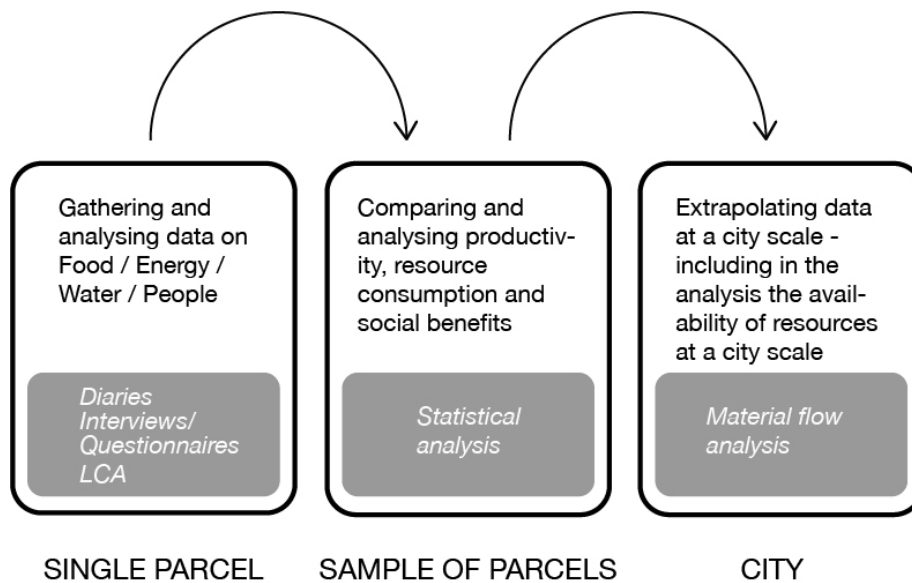 Gathering and
analysing data on
Food / Energy /
Water / People
Diaries
Interviews/
Questionnaires
LCA
SINGLE PARCEL
Comparing and
analysing productiv-
ity, resource
consumption and
social benefits
Statistical
analysis
SAMPLE OF PARCELS
Extrapolating data
at a city scale -
including in the
analysis the avail-
ability of resources
at a city scale
Material flow
analysis
CITY